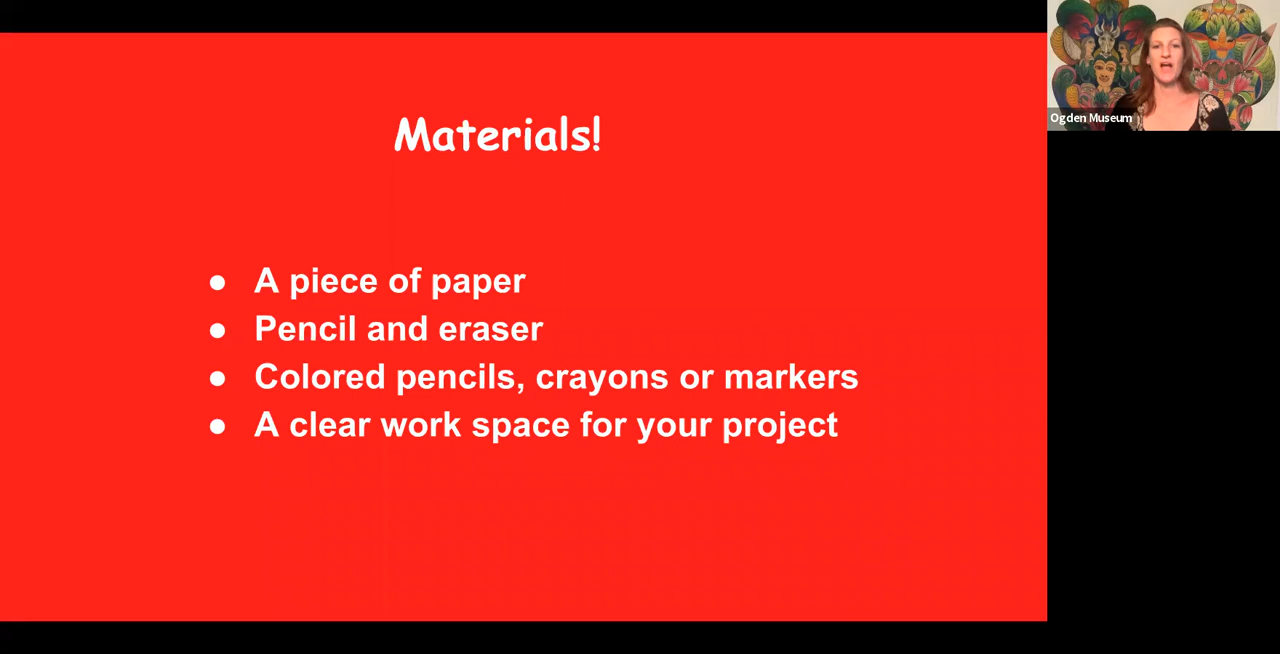 Materials!
● A piece of paper
● Pencil and eraser
● Colored pencils, crayons or markers
● A clear work space for your project
Ogden Museum